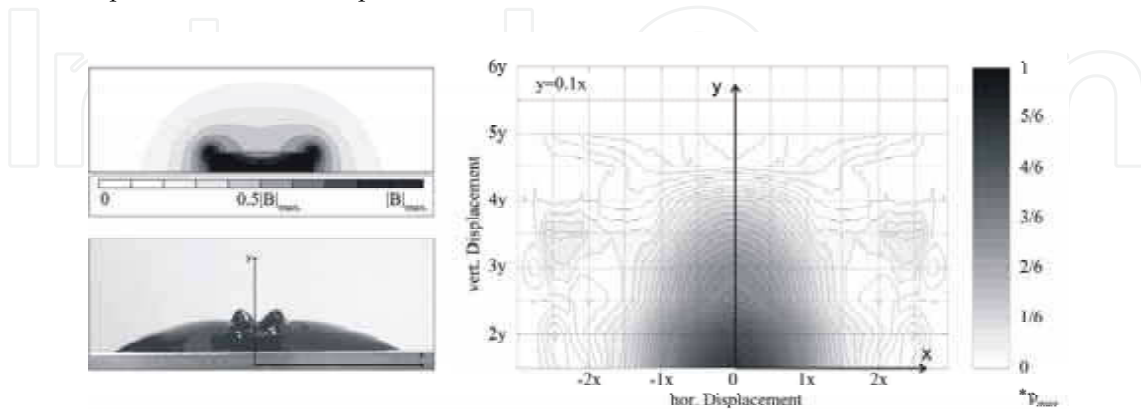 0 0.5|B|max. |B|max.
y
6y
5y
4y
3y
2y
vert. Displacement
y=0.1x
y
x
-2x -1x 0 1x 2x
hor. Displacement
1
5/6
4/6
3/6
2/6
1/6
0